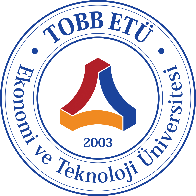 • TOBB ETÜ •
Ekonomi ve Teknoloji Üniversitesi
2003